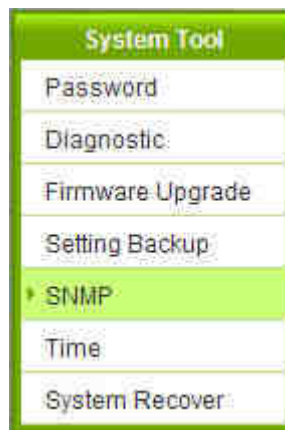 System Tool
Password
Diagnostic
Firmware Upgrade
Setting Backup
SNMP
Time
System Recover